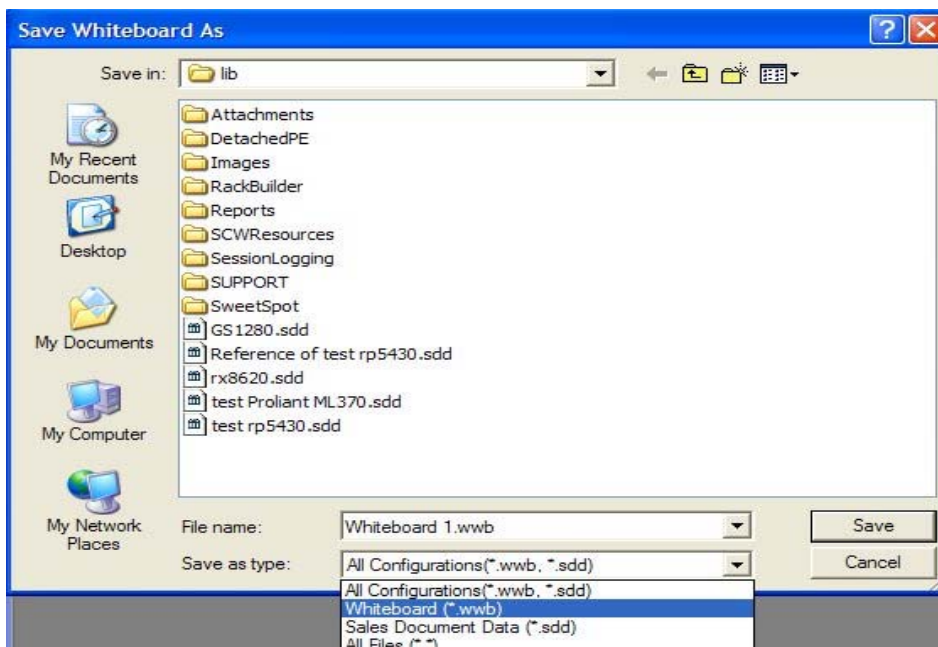 Save Whiteboard As
Save in: lib
My Recent Documents
Desktop
My Documents
My Computer
My Network Places
Attachments
DetachedPE
Images
RackBuilder
Reports
SCWResources
SessionLogging
SUPPORT
SweetSpot
GS1280.sdd
Reference of test rp5430.sdd
rx8620.sdd
test Proliant ML370.sdd
test rp5430.sdd
File name: Whiteboard 1.wwb Save
Save as type: All Configurations(*.wwb, *.sdd) Cancel
All Configurations(*.wwb, *.sdd)
Whiteboard (*.wwb)
Sales Document Data (*.sdd)
All Files (*.*)